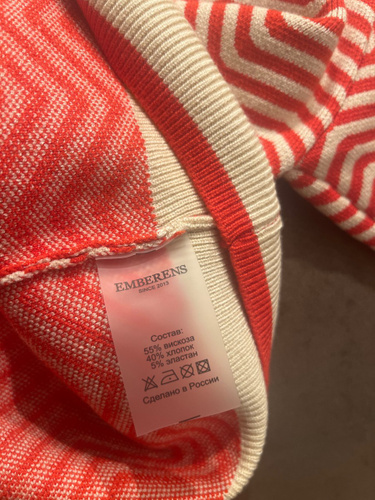 EMBERENS
SINCE 2013
Состав:
55% вискоза
40% хлопок
5% эластан
Сделано в России